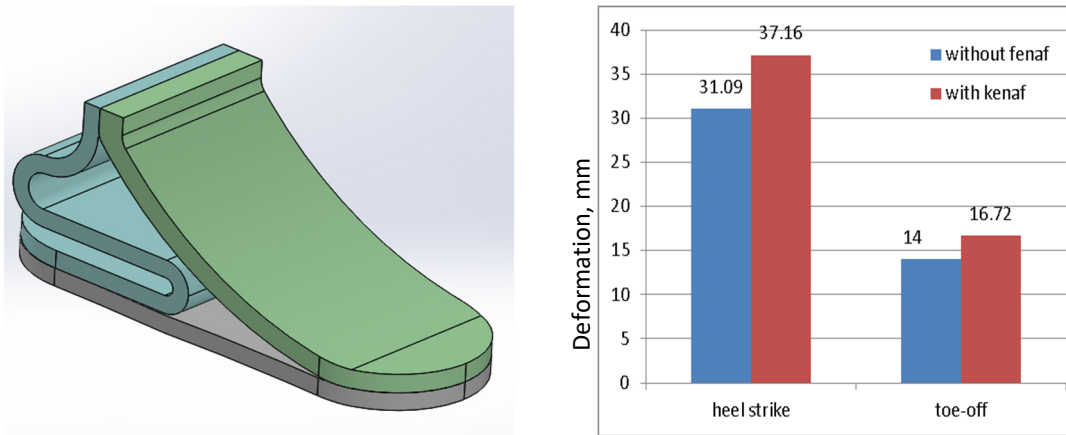 Deformation, mm
40
35
30
25
20
15
10
5
0
31.09
37.16
14
16.72
heel strike
toe-off
without fenaf
with kenaf